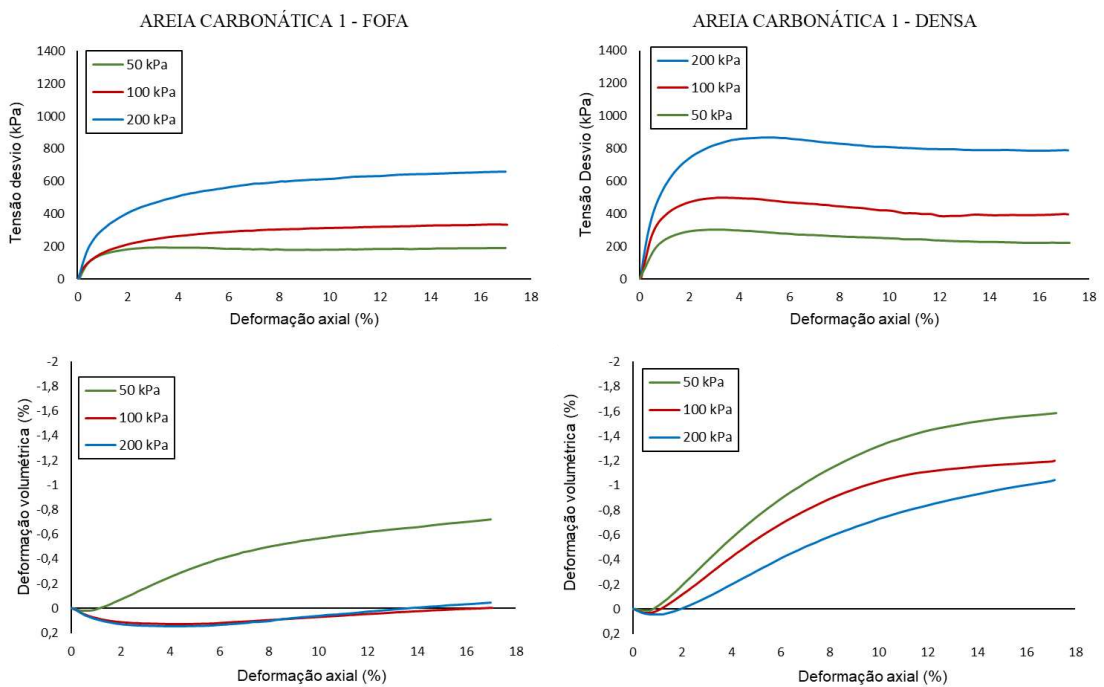 AREIA CARBONÁTICA 1 - FOFA
Tensão desvio (kPa)
1400
1200
1000
800
600
400
200
0
50 kPa
100 kPa
200 kPa
0 2 4 6 8 10 12 14 16 18
Deformação axial (%)
AREIA CARBONÁTICA 1 - DENSA
Tensão Desvio (kPa)
1400
1200
1000
800
600
400
200
0
200 kPa
100 kPa
50 kPa
0 2 4 6 8 10 12 14 16 18
Deformação axial (%)
Deformação volumétrica (%)
-2
-1,8
-1,6
-1,4
-1,2
-1
-0,8
-0,6
-0,4
-0,2
0
0,2
50 kPa
100 kPa
200 kPa
0 2 4 6 8 10 12 14 16 18
Deformação axial (%)
Deformação volumétrica (%)
-2
-1,8
-1,6
-1,4
-1,2
-1
-0,8
-0,6
-0,4
-0,2
0
0,2
50 kPa
100 kPa
200 kPa
0 2 4 6 8 10 12 14 16 18
Deformação axial (%)